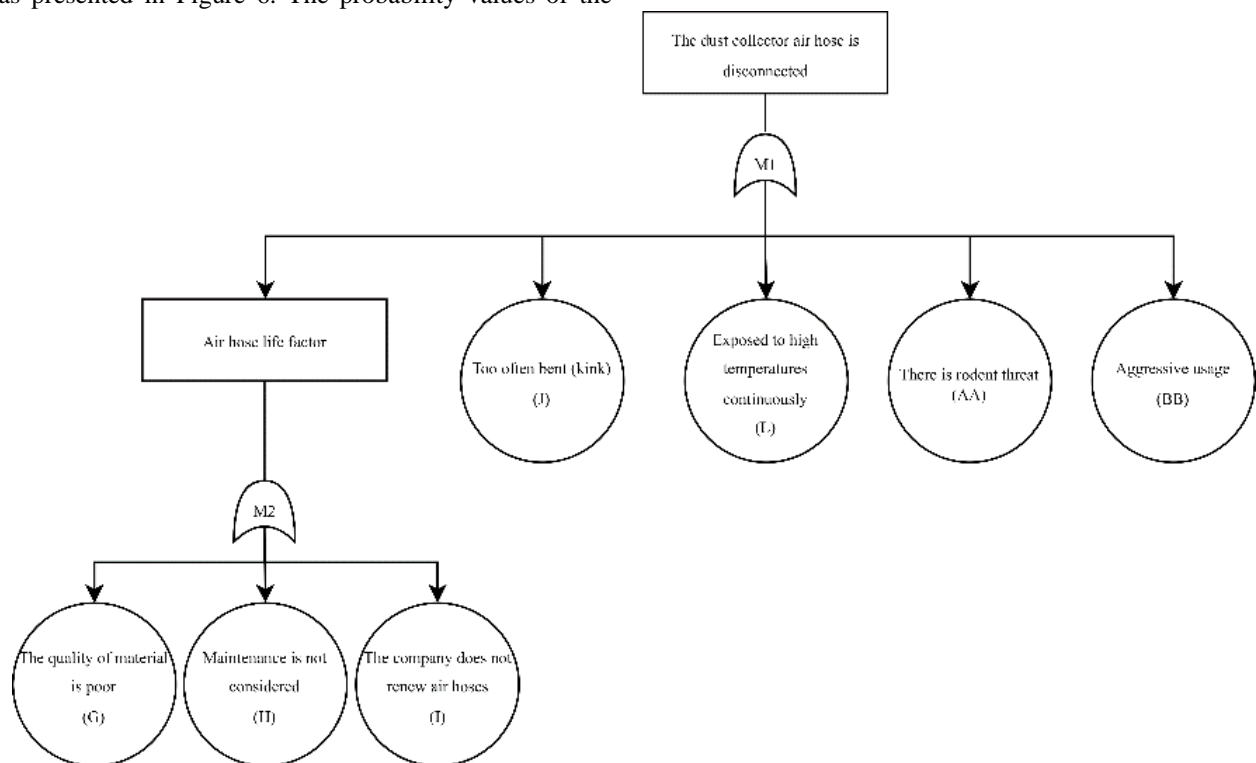 as presented in Figure 6. The probability values of the
The dust collector air hose is
disconnected
M1
Air hose life factor
Too often bent (kink)
(J)
Exposed to high
temperatures
continuously
(L)
There is rodent threat
(AA)
Aggressive usage
(BB)
M2
The quality of material
is poor
(G)
Maintenance is not
considered
(H)
The company does not
renew air hoses
(I)